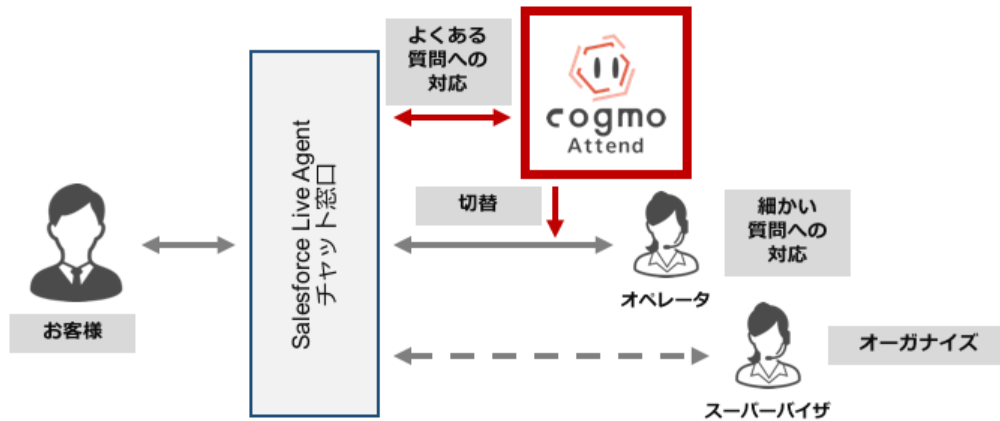 よくある
質問への
対応
cogmo
Attend
Salesforce Live Agent
チャット窓口
切替
細かい
質問への
対応
オペレータ
お客様
オーガナイズ
スーパーバイザ